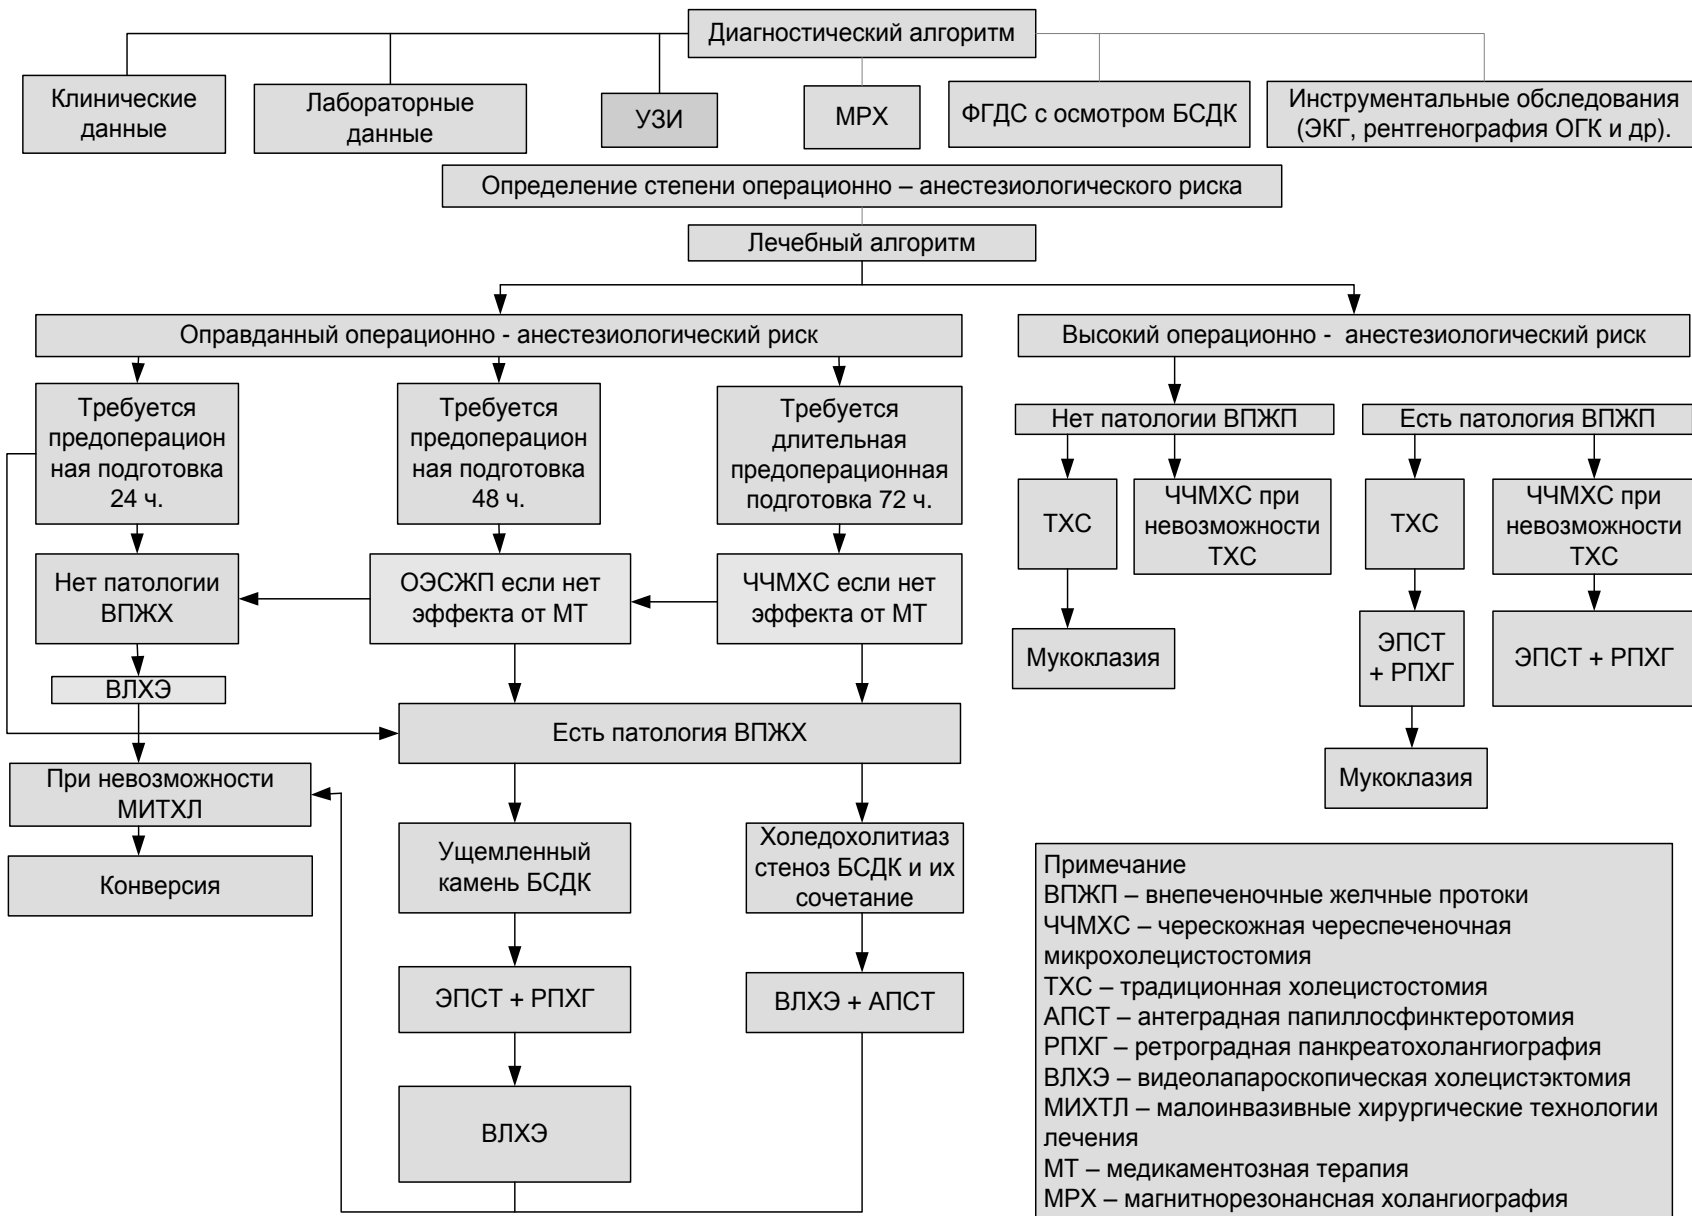 Диагностический алгоритм
Клинические
данные
Лабораторные
данные
УЗИ
МРХ
ФГДС с осмотром БСДК
Инструментальные обследования
(ЭКГ, рентгенография ОГК и др).
Определение степени операционно – анестезиологического риска
Лечебный алгоритм
Оправданный операционно - анестезиологический риск
Высокий операционно - анестезиологический риск
Требуется
предоперацион
ная подготовка
24 ч.
Требуется
предоперацион
ная подготовка
48 ч.
Требуется
длительная
предоперационная
подготовка 72 ч.
Нет патологии ВПЖП
Есть патология ВПЖП
ТХС
ЧЧМХС при
невозможности
ТХС
ТХС
ЧЧМХС при
невозможности
ТХС
Нет патологии
ВПЖХ
ОЭСЖП если нет
эффекта от МТ
ЧЧМХС если нет
эффекта от МТ
Мукоклазия
ЭПСТ
+ РПХГ
ЭПСТ + РПХГ
ВЛХЭ
Есть патология ВПЖХ
Мукоклазия
При невозможности
МИТХЛ
Конверсия
Ущемленный
камень БСДК
Холедохолитиаз
стеноз БСДК и их
сочетание
ЭПСТ + РПХГ
ВЛХЭ + АПСТ
ВЛХЭ
Примечание
ВПЖП – внепеченочные желчные протоки
ЧЧМХС – черескожная череспеченочная
микрохолецистостомия
ТХС – традиционная холецистостомия
АПСТ – антеградная папиллосфинктеротомия
РПХГ – ретроградная панкреатохолангиография
ВЛХЭ – видеолапароскопическая холецистэктомия
МИХТЛ – малоинвазивные хирургические технологии
лечения
МТ – медикаментозная терапия
МРХ – магнитнорезонансная холангиография